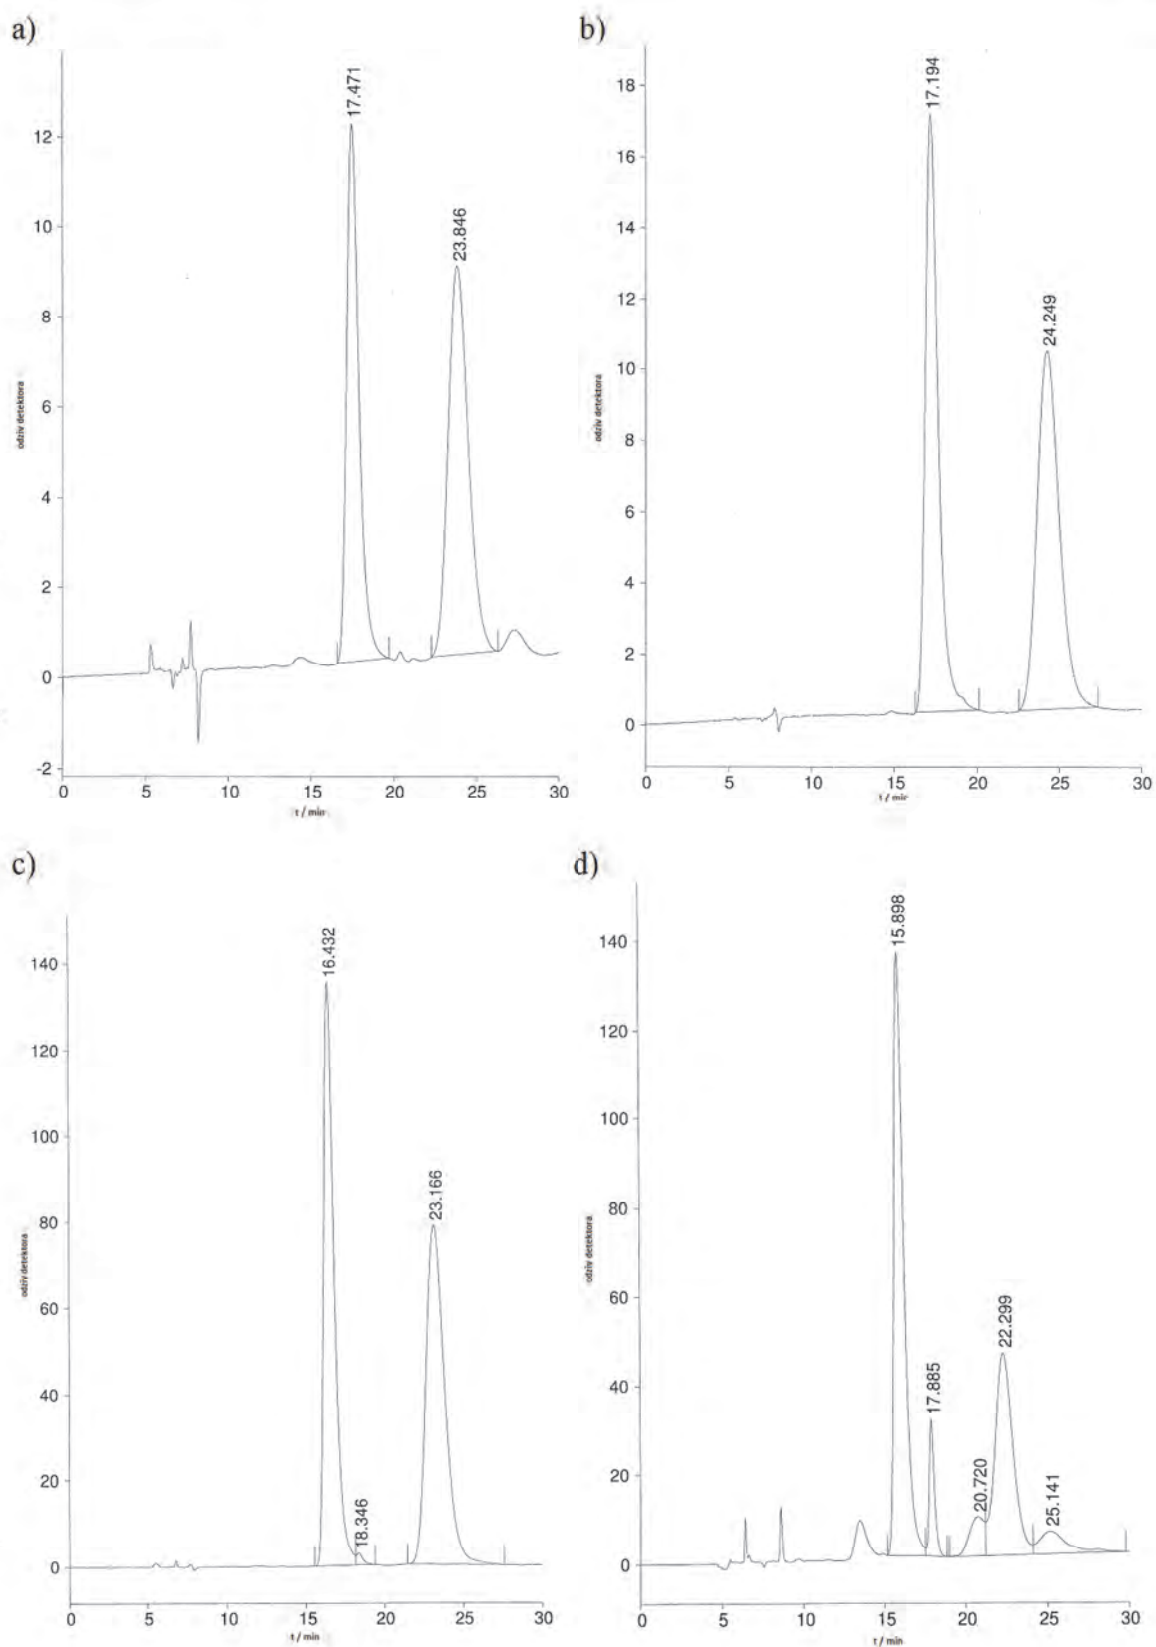 a)
17.471
23.846
12
10
8
6
4
2
0
-2
odziv detektora
0 5 10 15 20 25 30
t / min
b)
17.194
24.249
18
16
14
12
10
8
6
4
2
0
odziv detektora
0 5 10 15 20 25 30
t / min
c)
16.432
18.346
23.166
140
120
100
80
60
40
20
0
odziv detektora
0 5 10 15 20 25 30
t / min
d)
15.898
17.885
20.720
22.299
25.141
140
120
100
80
60
40
20
0
odziv detektora
0 5 10 15 20 25 30
t / min